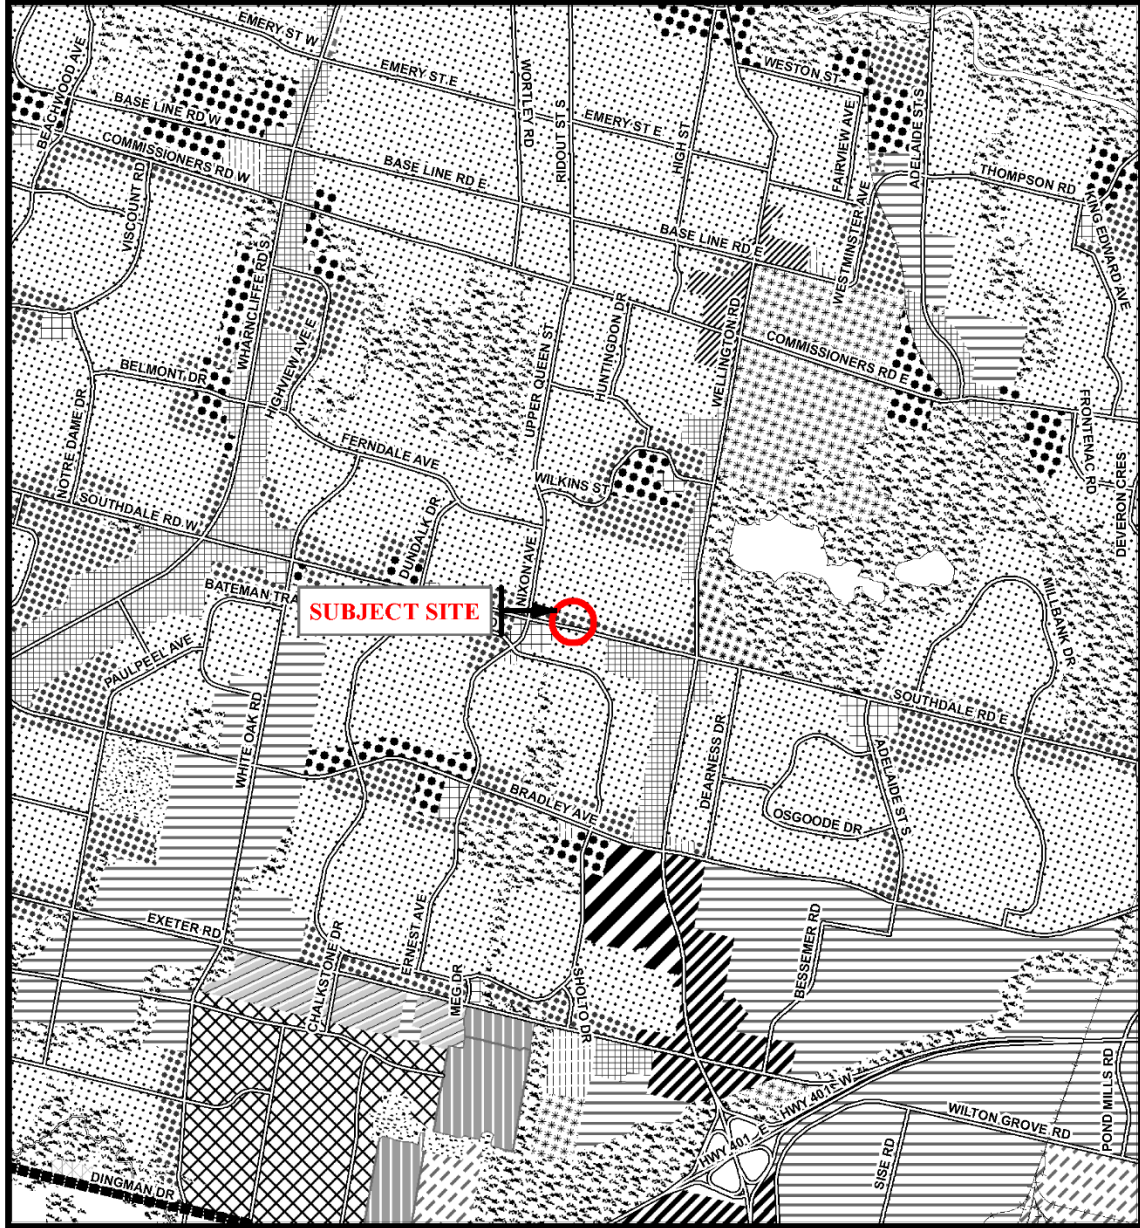 EMERY ST W
BEACHWOOD AVE
EMERY ST E
WORTLEY RD
RIDOUT ST S
WESTON ST
BASE LINE RD W
COMMISSIONERS RD W
EMERY ST E
HIGH ST
FAIRVIEW AVE
ADELAIDE ST S
THOMPSON RD
KING EDWARD AVE
VISCOUNT RD
BASE LINE RD E
BASE LINE RD E
WESTMINSTER AVE
WHARNCLIFFE RD S
HIGHVIEW AVE E
UPPER QUEEN ST
HUNTINGDON DR
WELLINGTON RD
COMMISSIONERS RD E
BELMONT DR
NOTRE DAME DR
FERNDALE AVE
FRONTENAC RD
DEVERON CRES
WILKINS ST
SOUTHDALE RD W
DUNDALK DR
NIXON AVE
BATEMAN TRA
SUBJECT SITE
MILLBANK DR
PAULPEEL AVE
WHITE OAK RD
SOUTHDALE RD E
DEARNESS DR
ADELAIDE ST S
BRADLEY AVE
OSGOODE DR
EXETER RD
CHALKSTONE DR
ERNEST AVE
MEG DR
SHOLTO DR
BESSEMER RD
HWY 401 W
HWY 401 E
WILTON GROVE RD
POND MILLS RD
SISE RD
DINGMAN DR